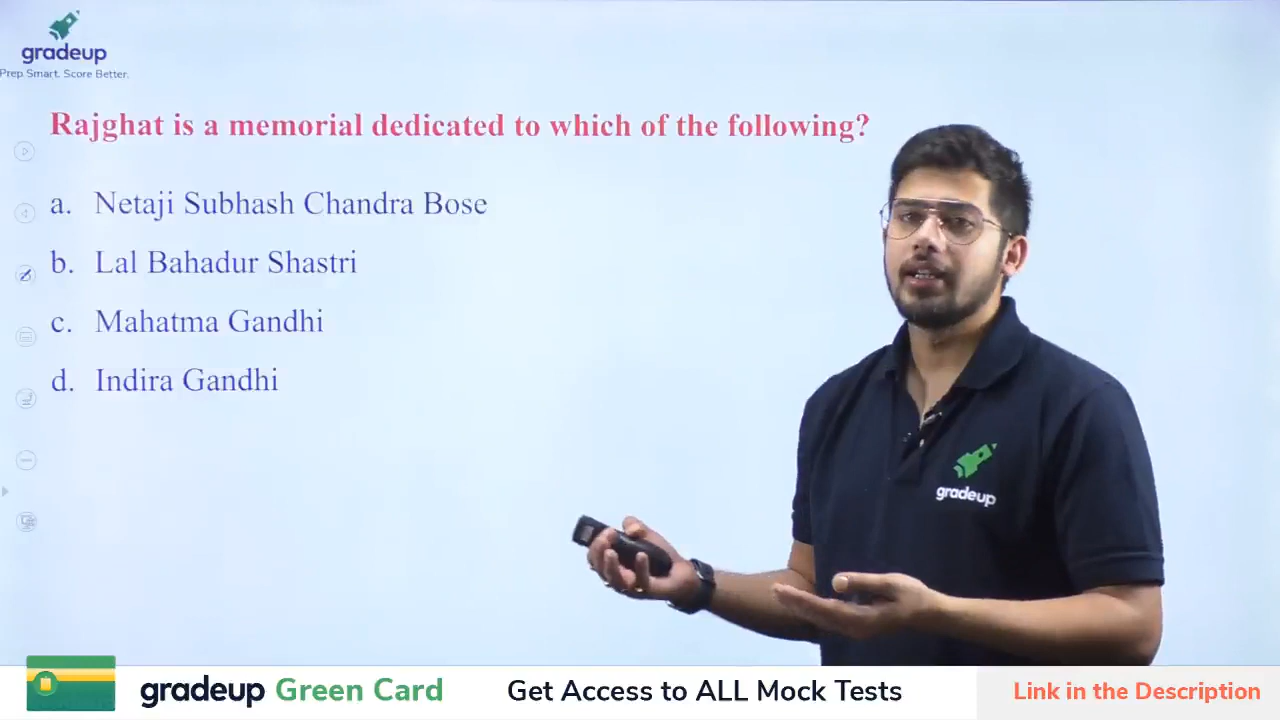 gradeup
Prep Smart. Score Better.
Rajghat is a memorial dedicated to which of the following?
a. Netaji Subhash Chandra Bose
b. Lal Bahadur Shastri
c. Mahatma Gandhi
d. Indira Gandhi
gradeup
gradeup Green Card
Get Access to ALL Mock Tests
Link in the Description